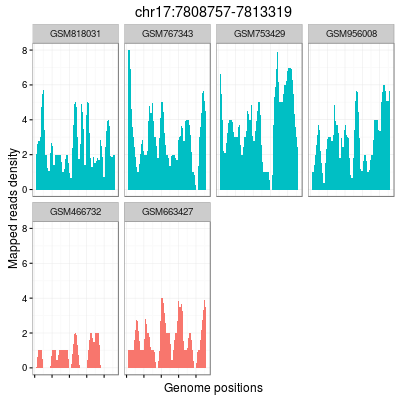 chr17:7808757-7813319
GSM818031 GSM767343 GSM753429 GSM956008
8
6
4
2
0
GSM466732 GSM663427
8
6
4
2
0
Mapped reads density
Genome positions